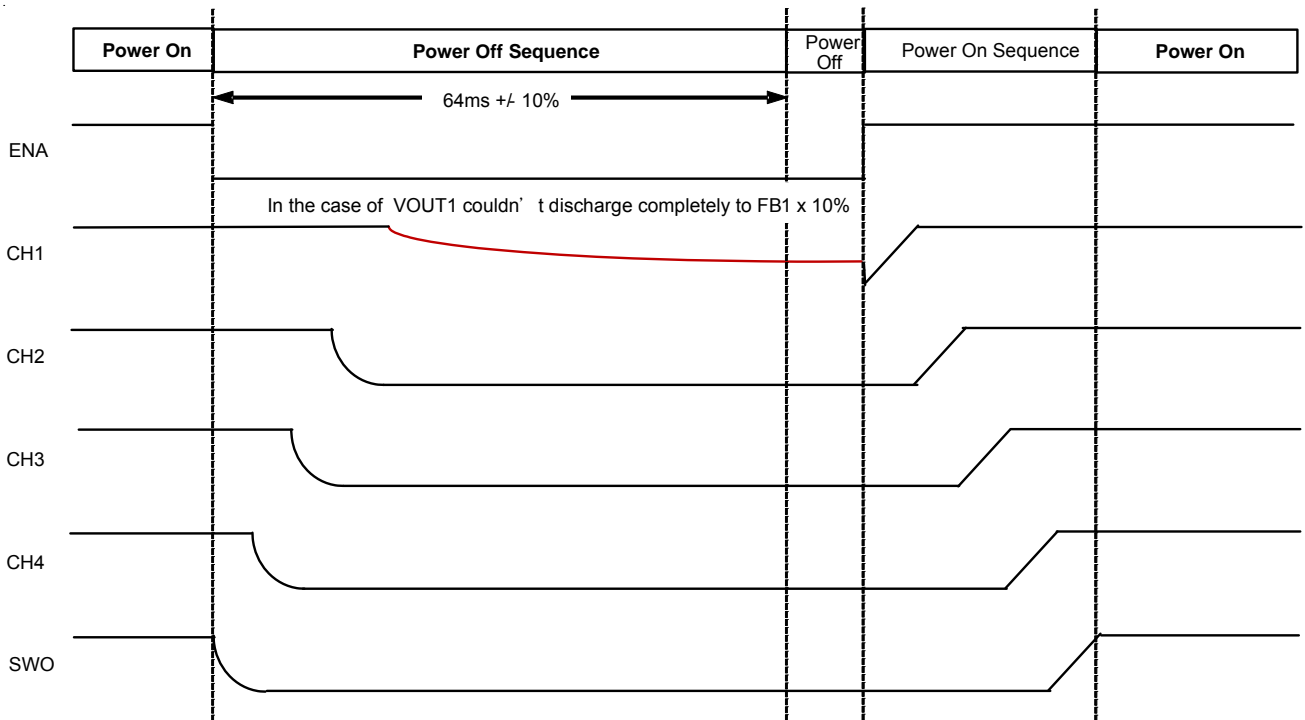 Power On
Power Off Sequence
Power
Off
Power On Sequence
Power On
64ms +/- 10%
ENA
In the case of VOUT1 couldn’ t discharge completely to FB1 x 10%
CH1
CH2
CH3
CH4
SWO